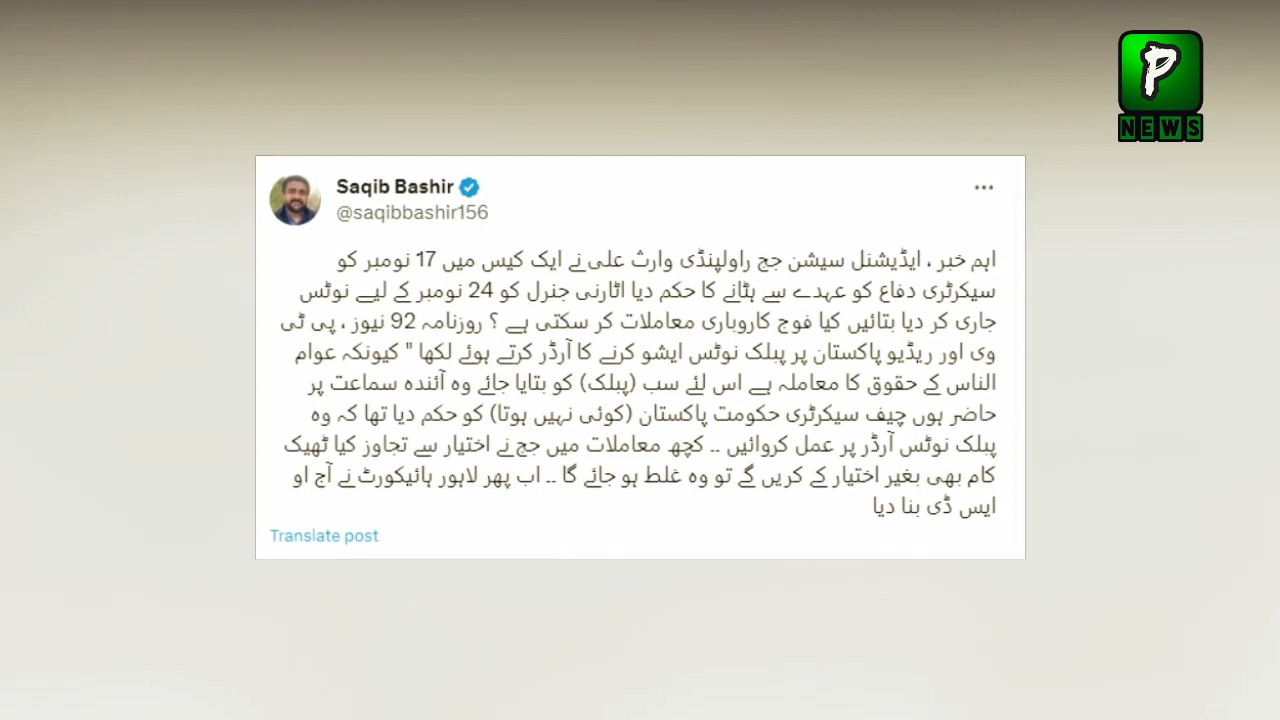 P
NEWS
Saqib Bashir
@saqibbashir156
اہم خبر ، ایڈیشنل سیشن جج راولپنڈی وارث علی نے ایک کیس میں 17 نومبر کو
سیکرٹری دفاع کو عہدے سے ہٹانے کا حکم دیا اٹارنی جنرل کو 24 نومبر کے لیے نوٹس
جاری کر دیا بتائیں کیا فوج کاروباری معاملات کر سکتی ہے ؟ روزنامہ 92 نیوز ، پی ٹی
وی اور ریڈیو پاکستان پر پبلک نوٹس ایشو کرنے کا آرڈر کرتے ہوئے لکھا " کیونکہ عوام
الناس کے حقوق کا معاملہ ہے اس لئے سب (پبلک) کو بتایا جائے وہ آئندہ سماعت پر
حاضر ہوں چیف سیکرٹری حکومت پاکستان (کوئی نہیں ہوتا) کو حکم دیا تھا کہ وہ
پبلک نوٹس آرڈر پر عمل کروائیں .. کچھ معاملات میں جج نے اختیار سے تجاوز کیا ٹھیک
کام بھی بغیر اختیار کے کریں گے تو وہ غلط ہو جائے گا .. اب پھر لاہور ہائیکورٹ نے آج او
ایس ڈی بنا دیا
Translate post